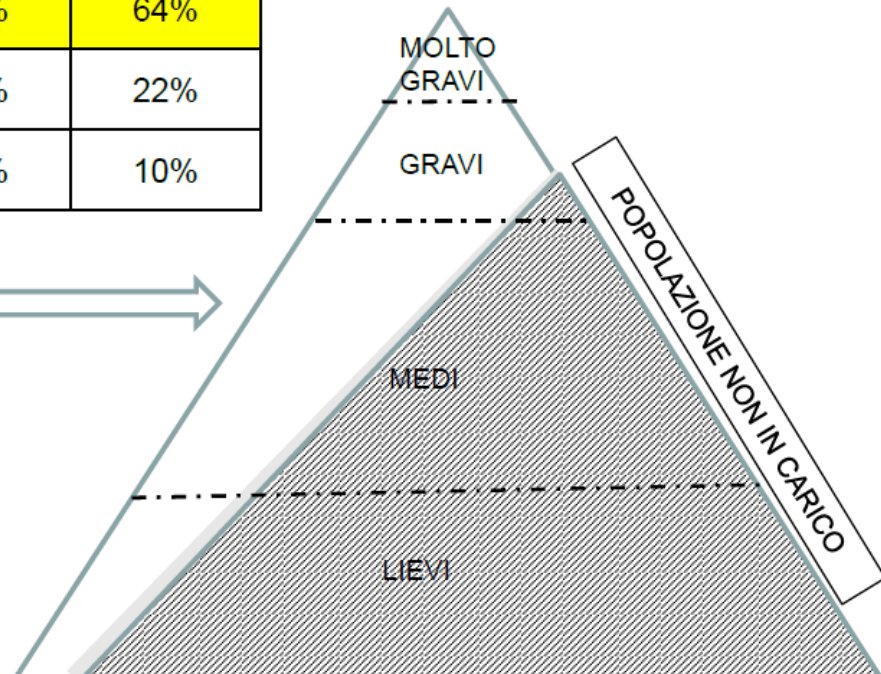 % 64%
% 22%
% 10%
MOLTO
GRAVI
GRAVI
POPOLAZIONE NON IN CARICO
MEDI
LIEVI